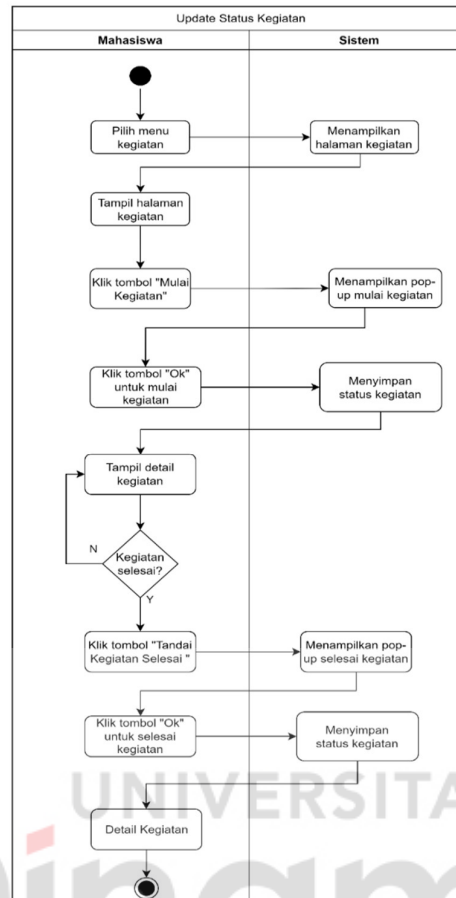 Update Status Kegiatan
Mahasiswa
Sistem
Pilih menu
kegiatan
Menampilkan
halaman kegiatan
Tampil halaman
kegiatan
Klik tombol "Mulai
Kegiatan"
Menampilkan pop-
up mulai kegiatan
Klik tombol "Ok"
untuk mulai
kegiatan
Menyimpan
status kegiatan
Tampil detail
kegiatan
N
Kegiatan
selesai?
Y
Klik tombol "Tandai
Kegiatan Selesai "
Menampilkan pop-
up selesai kegiatan
Klik tombol "Ok"
untuk selesai
kegiatan
Menyimpan
status kegiatan
UNIVERSITA
Detail Kegiatan